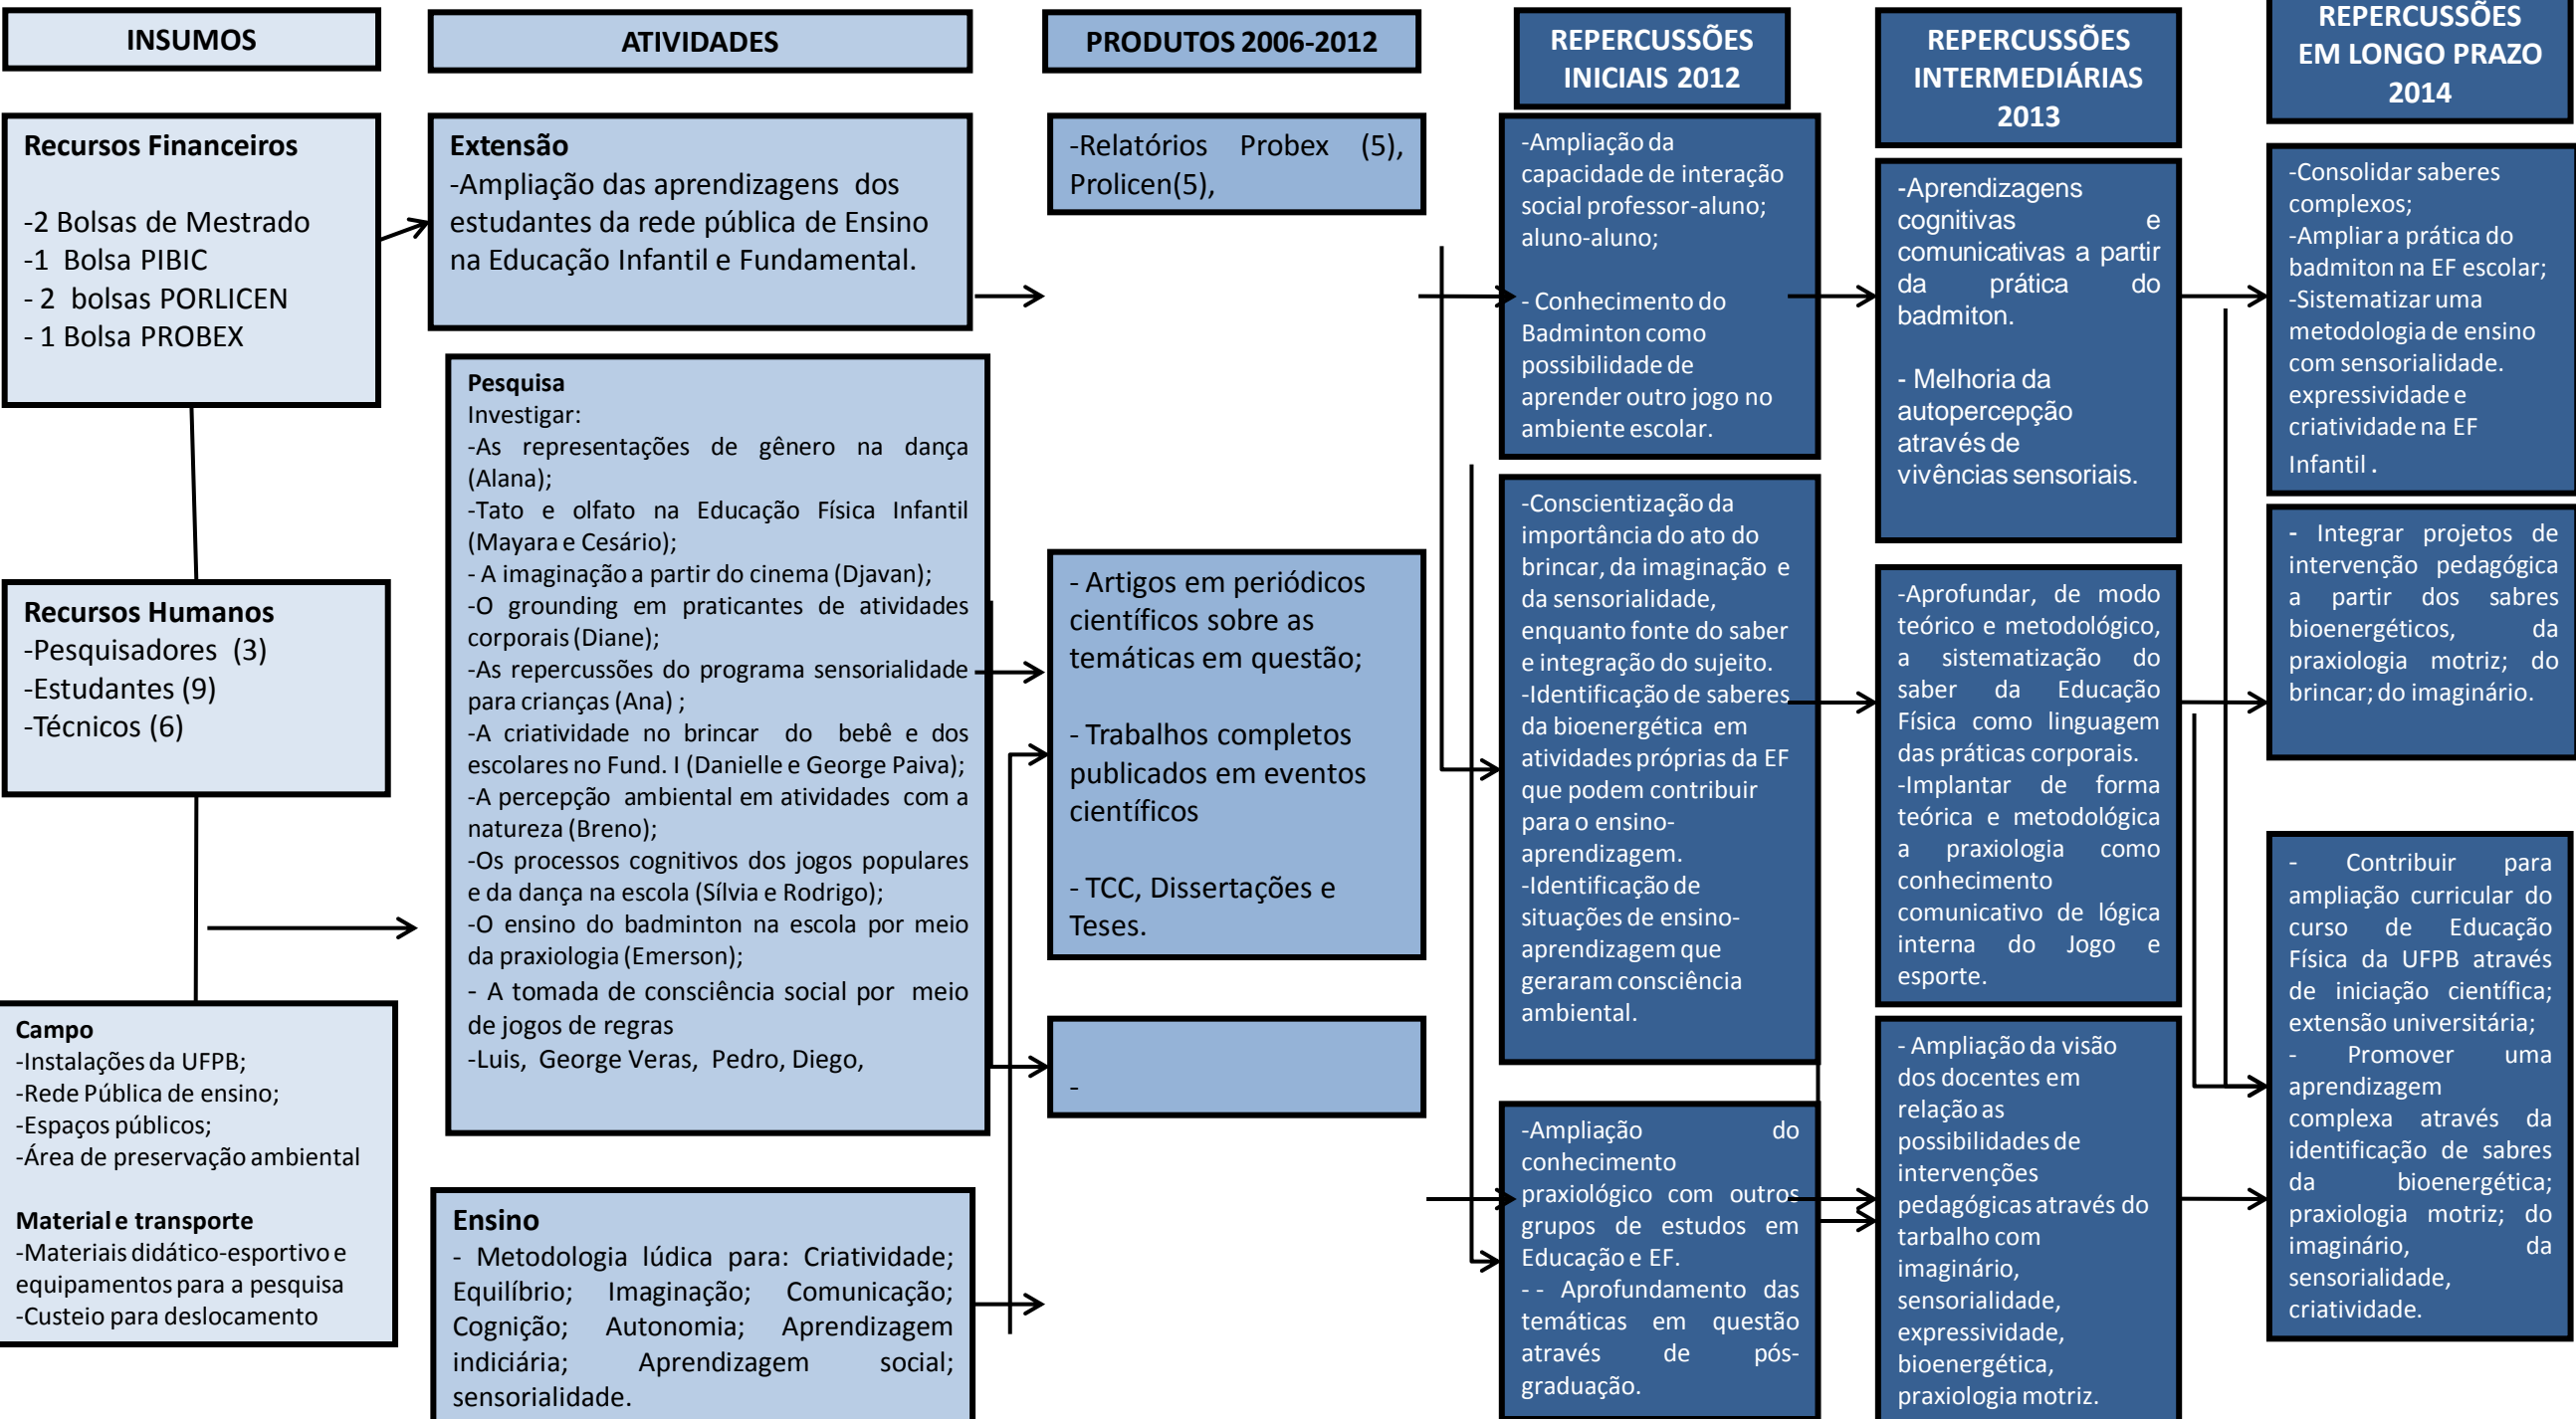 INSUMOS
Recursos Financeiros
-2 Bolsas de Mestrado
-1 Bolsa PIBIC
- 2 bolsas PORLICEN
- 1 Bolsa PROBEX
Recursos Humanos
-Pesquisadores (3)
-Estudantes (9)
-Técnicos (6)
Campo
-Instalações da UFPB;
-Rede Pública de ensino;
-Espaços públicos;
-Área de preservação ambiental
Material e transporte
-Materiais didático-esportivo e
equipamentos para a pesquisa
-Custeio para deslocamento
ATIVIDADES
Extensão
-Ampliação das aprendizagens dos
estudantes da rede pública de Ensino
na Educação Infantil e Fundamental.
Pesquisa
Investigar:
-As representações de gênero na dança
(Alana);
-Tato e olfato na Educação Física Infantil
(Mayara e Cesário);
- A imaginação a partir do cinema (Djavan);
-O grounding em praticantes de atividades
corporais (Diane);
-As repercussões do programa sensorialidade
para crianças (Ana) ;
-A criatividade no brincar do bebê e dos
escolares no Fund. I (Danielle e George Paiva);
-A percepção ambiental em atividades com a
natureza (Breno);
-Os processos cognitivos dos jogos populares
e da dança na escola (Sílvia e Rodrigo);
-O ensino do badminton na escola por meio
da praxiologia (Emerson);
- A tomada de consciência social por meio
de jogos de regras
-Luis, George Veras, Pedro, Diego,
Ensino
- Metodologia lúdica para: Criatividade;
Equilíbrio; Imaginação; Comunicação;
Cognição; Autonomia; Aprendizagem
indiciária; Aprendizagem social;
sensorialidade.
PRODUTOS 2006-2012
-Relatórios Probex (5),
Prolicen(5),
- Artigos em periódicos
científicos sobre as
temáticas em questão;
- Trabalhos completos
publicados em eventos
científicos
- TCC, Dissertações e
Teses.
-
REPERCUSSÕES
INICIAIS 2012
-Ampliação da
capacidade de interação
social professor-aluno;
aluno-aluno;
- Conhecimento do
Badminton como
possibilidade de
aprender outro jogo no
ambiente escolar.
-Conscientização da
importância do ato do
brincar, da imaginação e
da sensorialidade,
enquanto fonte do saber
e integração do sujeito.
-Identificação de saberes
da bioenergética em
atividades próprias da EF
que podem contribuir
para o ensino-
aprendizagem.
-Identificação de
situações de ensino-
aprendizagem que
geraram consciência
ambiental.
-Ampliação do
conhecimento
praxiológico com outros
grupos de estudos em
Educação e EF.
- - Aprofundamento das
temáticas em questão
através de pós-
graduação.
REPERCUSSÕES
INTERMEDIÁRIAS
2013
-Aprendizagens
cognitivas e
comunicativas a partir
da prática do
badmiton.
- Melhoria da
autopercepção
através de
vivências sensoriais.
-Aprofundar, de modo
teórico e metodológico,
a sistematização do
saber da Educação
Física como linguagem
das práticas corporais.
-Implantar de forma
teórica e metodológica
a praxiologia como
conhecimento
comunicativo de lógica
interna do Jogo e
esporte.
- Ampliação da visão
dos docentes em
relação as
possibilidades de
intervenções
pedagógicas através do
tarbalho com
imaginário,
sensorialidade,
expressividade,
bioenergética,
praxiologia motriz.
REPERCUSSÕES
EM LONGO PRAZO
2014
-Consolidar saberes
complexos;
-Ampliar a prática do
badmiton na EF escolar;
-Sistematizar uma
metodologia de ensino
com sensorialidade.
expressividade e
criatividade na EF
Infantil .
- Integrar projetos de
intervenção pedagógica
a partir dos sabres
bioenergéticos, da
praxiologia motriz; do
brincar; do imaginário.
- Contribuir para
ampliação curricular do
curso de Educação
Física da UFPB através
de iniciação científica;
extensão universitária;
- Promover uma
aprendizagem
complexa através da
identificação de sabres
da bioenergética;
praxiologia motriz; do
imaginário, da
sensorialidade,
criatividade.